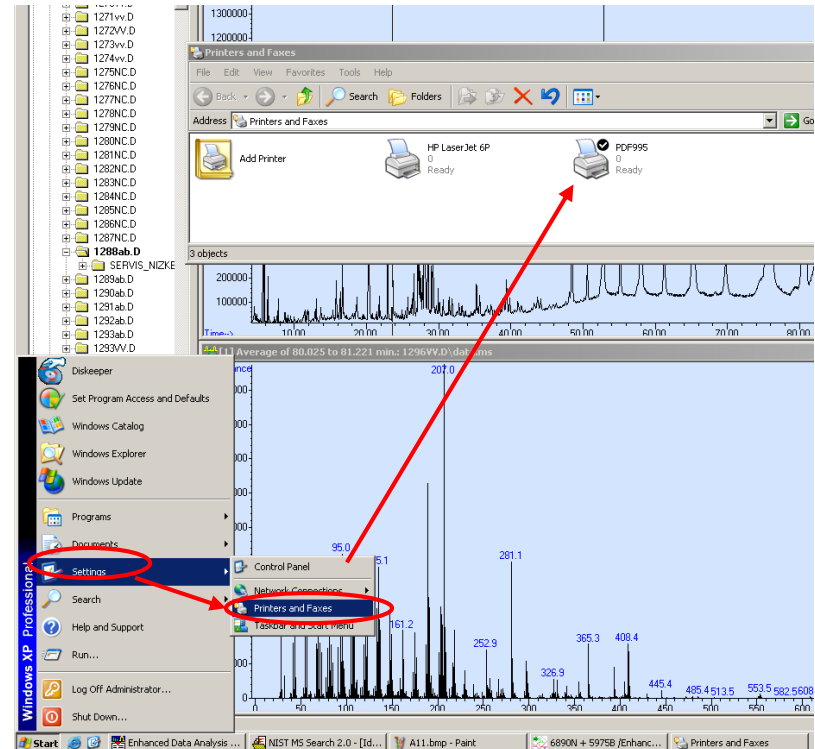 1271vv.D
1272VV.D
1273vv.D
1274vv.D
1275NC.D
1276NC.D
1277NC.D
1278NC.D
1279NC.D
1280NC.D
1281NC.D
1282NC.D
1283NC.D
1284NC.D
1285NC.D
1286NC.D
1287NC.D
1288ab.D
SERVIS_NIZKE
1289ab.D
1290ab.D
1291ab.D
1292ab.D
1293ab.D
1293VV.D
1300000
1200000
Printers and Faxes
File Edit View Favorites Tools Help
Back Search Folders
Address Printers and Faxes Go
Add Printer
HP LaserJet 6P
0
Ready
PDF995
0
Ready
3 objects
200000
100000
Time-->
10.00 20.00 30.00 40.00 50.00 60.00 70.00 80.00
[1] Average of 80.025 to 81.221 min.: 1296VV.D\data.ms
207.0
95.0
281.1
161.2
252.9
326.9
365.3
408.4
445.4
485.4 513.5
553.5 582.5 608
0
50 100 150 200 250 300 350 400 450 500 550 600
Windows XP Professional
Diskeeper
Set Program Access and Defaults
Windows Catalog
Windows Explorer
Windows Update
Programs
Documents
Settings
Search
Help and Support
Run...
Log Off Administrator...
Shut Down...
Control Panel
Network Connections
Printers and Faxes
Taskbar and Start Menu
Start Enhanced Data Analysis ... NIST MS Search 2.0 - [Id... A11.bmp - Paint 6890N + 5975B /Enhanc... Printers and Faxes